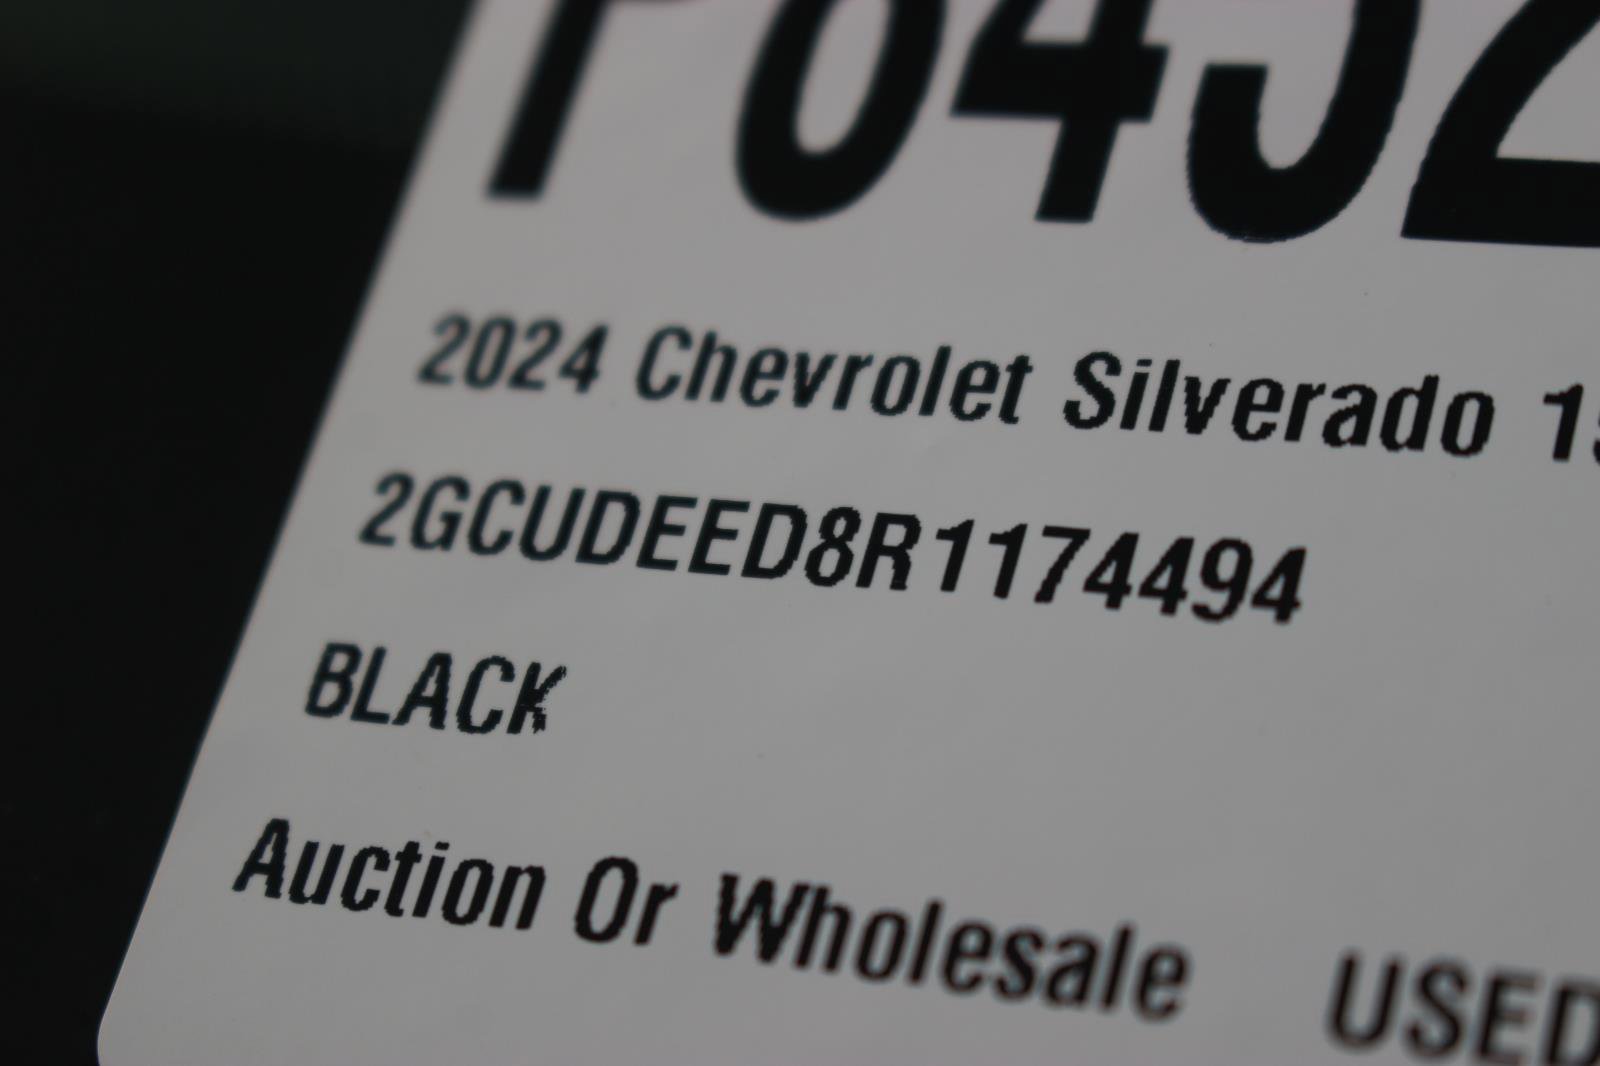 2024 Chevrolet Silverado
2GCUDEED8R1174494
BLACK
Auction Or Wholesale USED